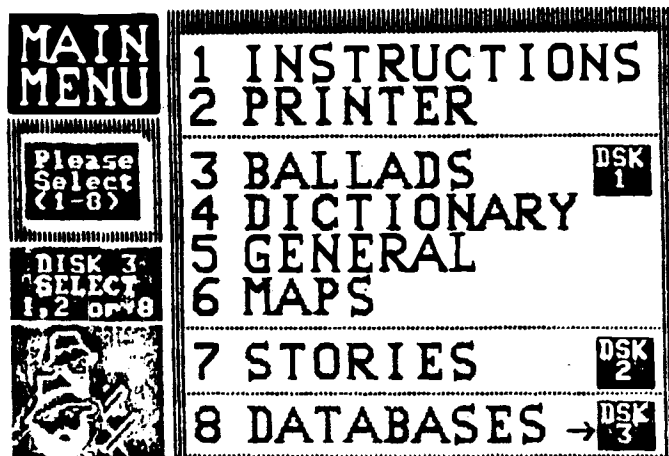 MAIN
MENU
Please
Select
(1-8)
DISK 3
SELECT
1,2 or 8
1 INSTRUCTIONS
2 PRINTER
3 BALLADS
DSK
1
4 DICTIONARY
5 GENERAL
6 MAPS
7 STORIES
DSK
2
8 DATABASES →
DSK
3